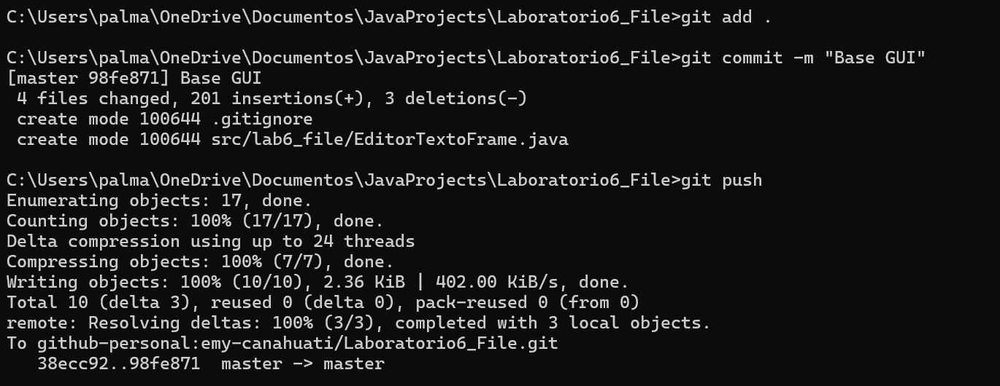 C:\Users\palma\OneDrive\Documentos\JavaProjects\Laboratorio6_File>git add .
C:\Users\palma\OneDrive\Documentos\JavaProjects\Laboratorio6_File>git commit -m "Base GUI"
[master 98fe871] Base GUI
 4 files changed, 201 insertions(+), 3 deletions(-)
 create mode 100644 .gitignore
 create mode 100644 src/lab6_file/EditorTextoFrame.java
C:\Users\palma\OneDrive\Documentos\JavaProjects\Laboratorio6_File>git push
Enumerating objects: 17, done.
Counting objects: 100% (17/17), done.
Delta compression using up to 24 threads
Compressing objects: 100% (7/7), done.
Writing objects: 100% (10/10), 2.36 KiB | 402.00 KiB/s, done.
Total 10 (delta 3), reused 0 (delta 0), pack-reused 0 (from 0)
remote: Resolving deltas: 100% (3/3), completed with 3 local objects.
To github-personal:emy-canahuati/Laboratorio6_File.git
   38ecc92..98fe871  master -> master